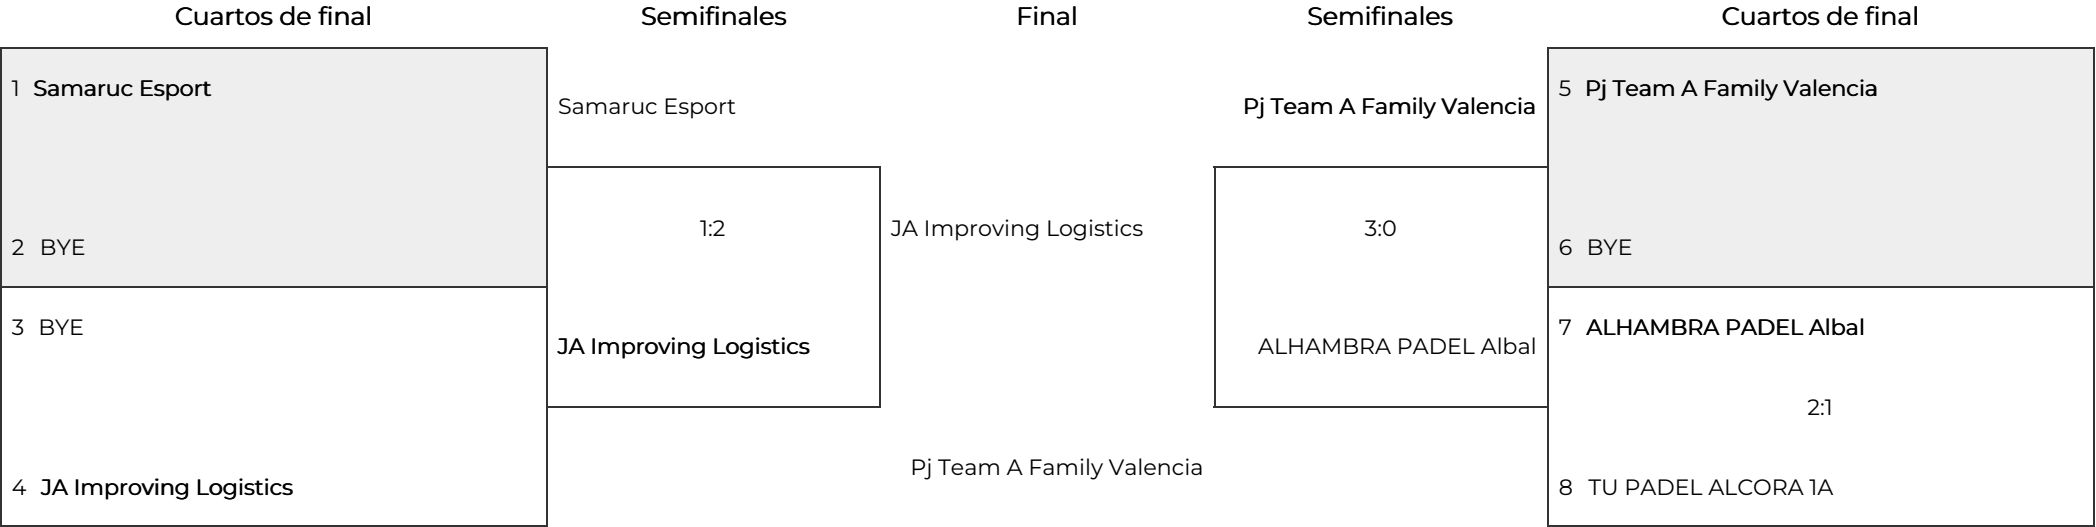 Cuartos de final
Semifinales
Final
Semifinales
Cuartos de final
1 Samaruc Esport
2 BYE
3 BYE
4 JA Improving Logistics
Samaruc Esport
1:2
JA Improving Logistics
JA Improving Logistics
Pj Team A Family Valencia
Pj Team A Family Valencia
3:0
ALHAMBRA PADEL Albal
5 Pj Team A Family Valencia
6 BYE
7 ALHAMBRA PADEL Albal
2:1
8 TU PADEL ALCORA 1A